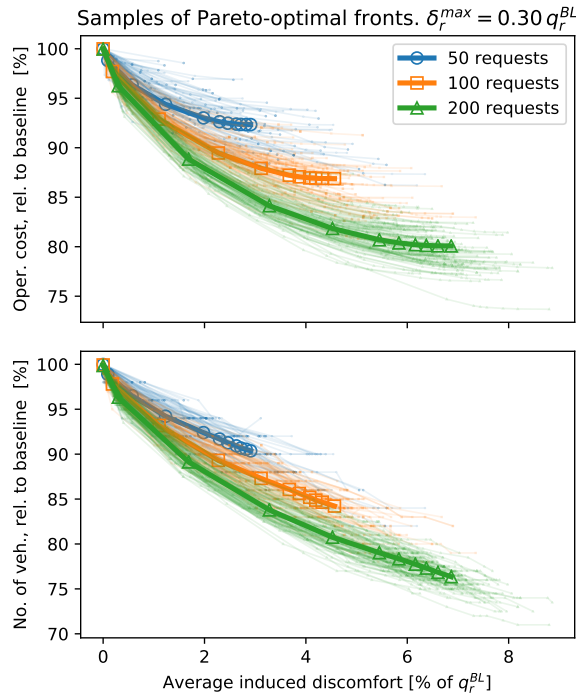 Samples of Pareto-optimal fronts. δ_r^{max} = 0.30 q_r^{BL}
Oper. cost, rel. to baseline [%]
100
95
90
85
80
75
50 requests
100 requests
200 requests
No. of veh., rel. to baseline [%]
100
95
90
85
80
75
70
0
2
4
6
8
Average induced discomfort [% of q_r^{BL}]